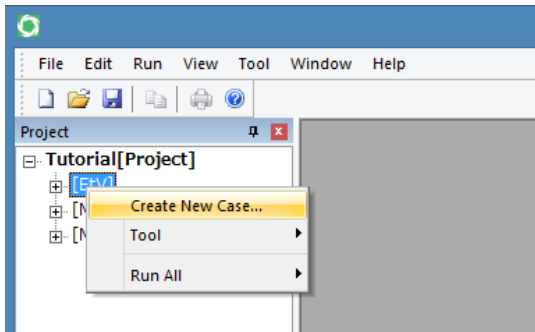 File Edit Run View Tool Window Help
Project
Tutorial[Project]
[EtV]
Create New Case...
Tool
Run All